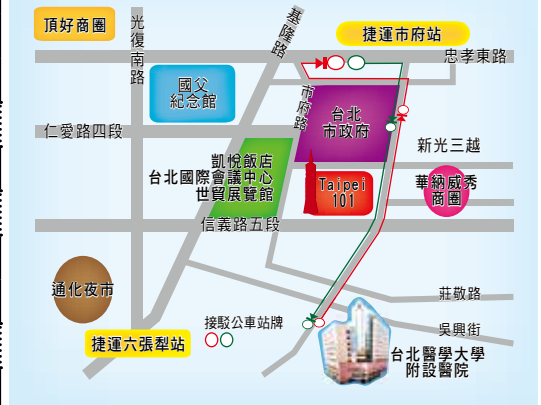 頂好商圈
光復南路
基隆路
捷運市府站
忠孝東路
國父
紀念館
市府路
台北
市政府
仁愛路四段
新光三越
凱悅飯店
台北國際會議中心
世貿展覽館
Taipei
101
華納威秀
商圈
信義路五段
通化夜市
莊敬路
接駁公車站牌
吳興街
捷運六張犁站
台北醫學大學
附設醫院